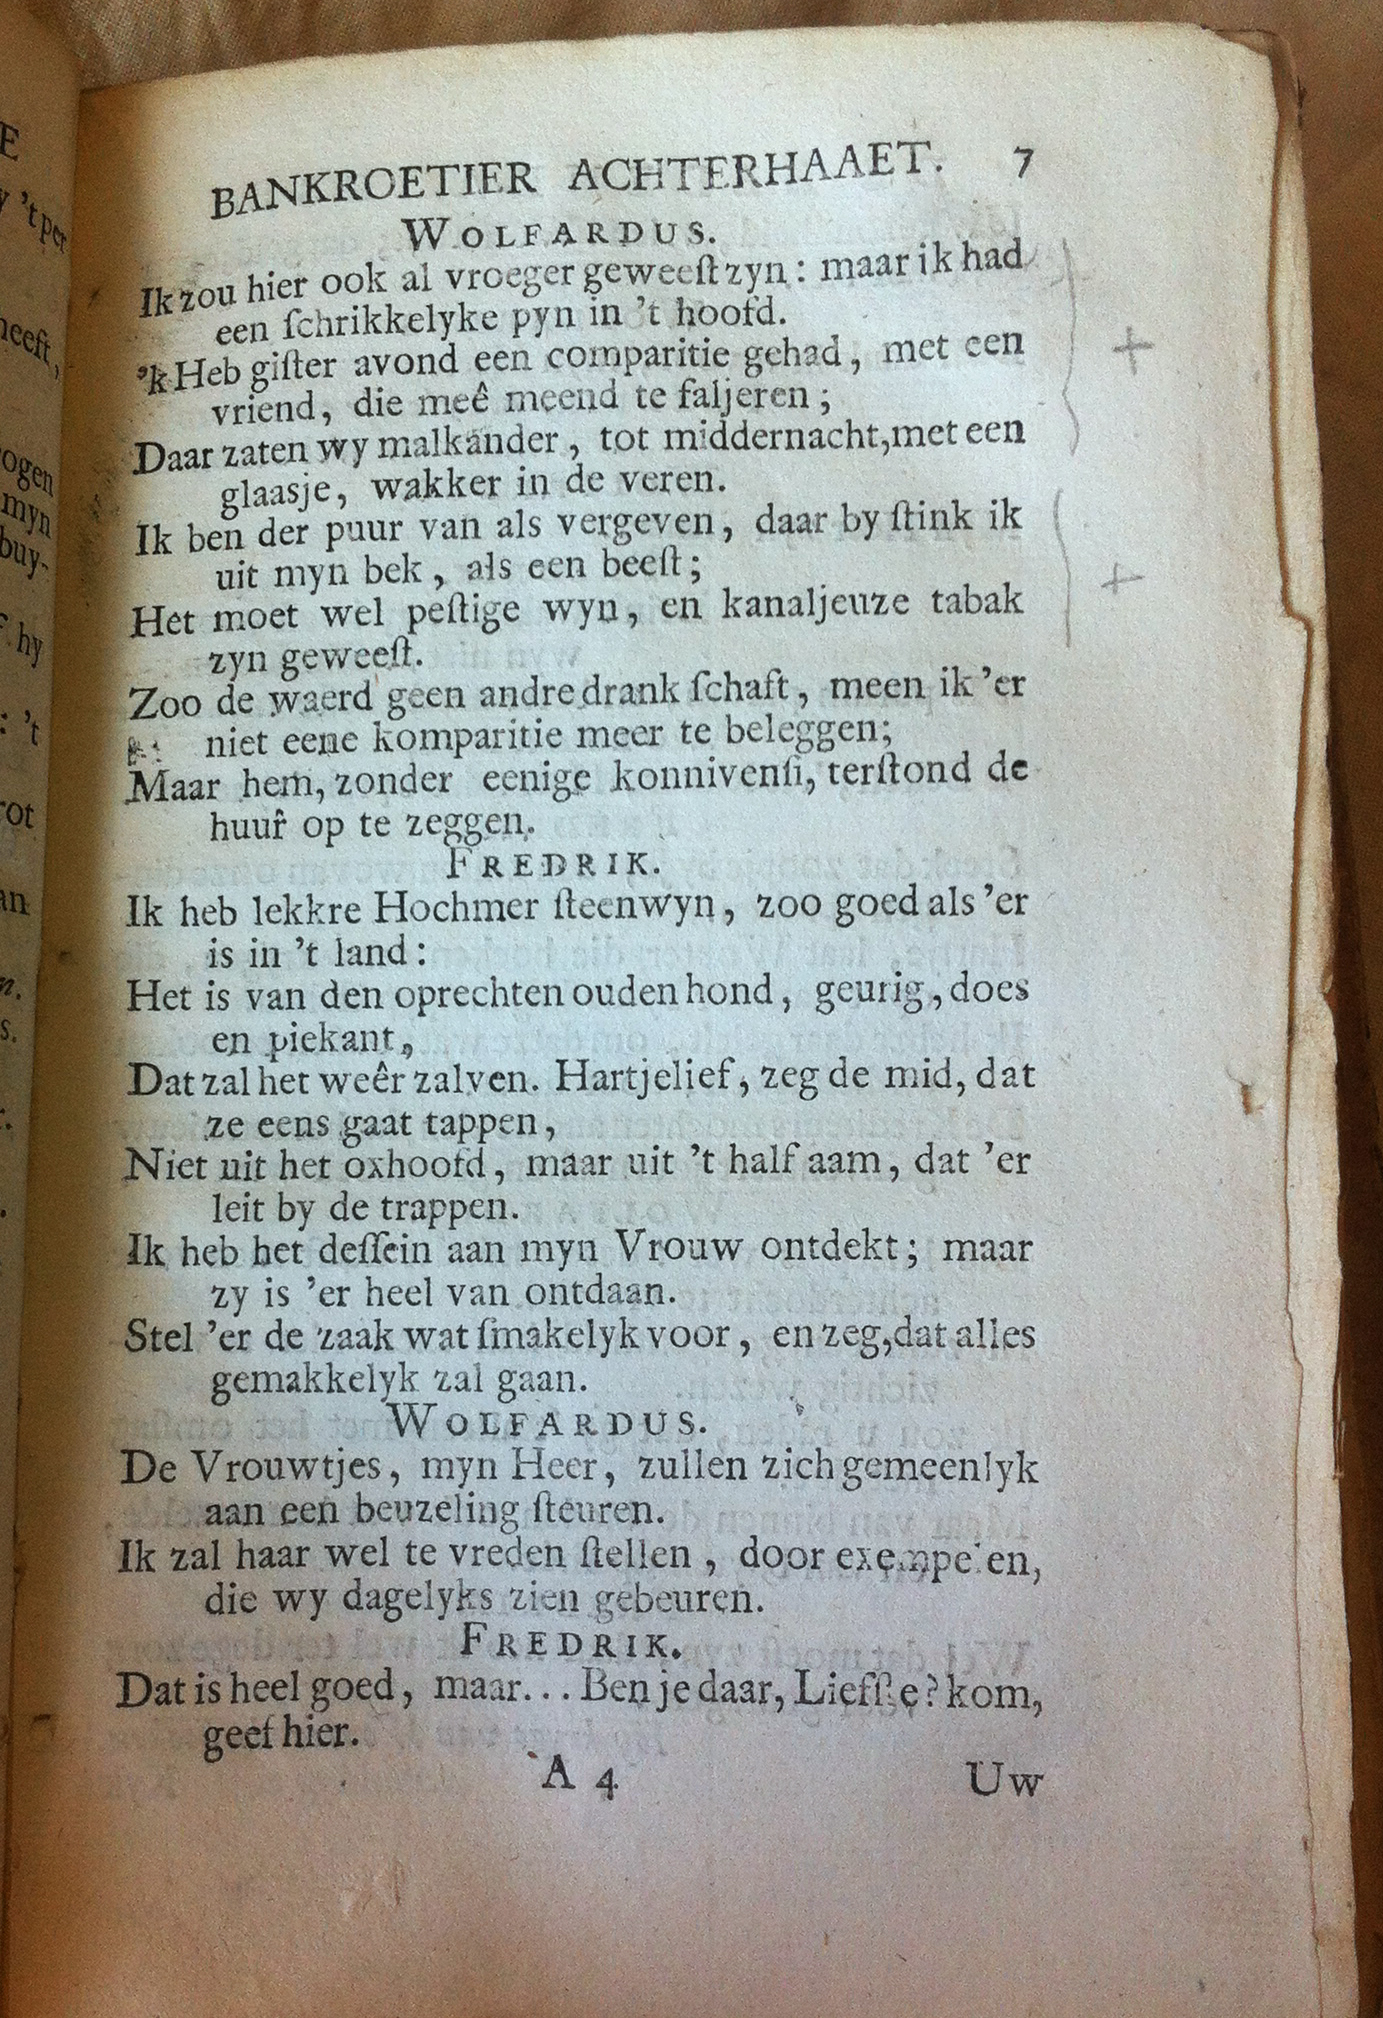 BANKROETIER ACHTERHAAET. 7
WOLFARDUS.
Ik zou hier ook al vroeger geweeſt zyn: maar ik had
een ſchrikkelyke pyn in 't hoofd.
'k Heb giſter avond een comparitie gehad, met een
vriend, die meê meend te faljeren;
Daar zaten wy malkander, tot middernacht, met een
glaasje, wakker in de veren.
Ik ben der puur van als vergeven, daar by ſtink ik
uit myn bek, als een beeſt;
Het moet wel peſtige wyn, en kanaljeuze tabak
zyn geweeſt.
Zoo de waerd geen andre drank ſchaft, meen ik 'er
niet eene komparitie meer te beleggen;
Maar hem, zonder eenige konnivenſi, terſtond de
huur̂ op te zeggen.
FREDRIK.
Ik heb lekkre Hochmer ſteenwyn, zoo goed als 'er
is in 't land:
Het is van den oprechten ouden hond, geurig, does
en piekant,
Dat zal het weêr zalven. Hartjelief, zeg de mid, dat
ze eens gaat tappen,
Niet uit het oxhoofd, maar uit 't half aam, dat 'er
leit by de trappen.
Ik heb het deſſein aan myn Vrouw ontdekt; maar
zy is 'er heel van ontdaan.
Stel 'er de zaak wat ſmakelyk voor, en zeg, dat alles
gemakkelyk zal gaan.
WOLFARDUS.
De Vrouwtjes, myn Heer, zullen zich gemeenlyk
aan een beuzeling ſteuren.
Ik zal haar wel te vreden ſtellen, door exempelen,
die wy dagelyks zien gebeuren.
FREDRIK.
Dat is heel goed, maar... Ben je daar, Liefſte? kom,
geef hier.
A 4 Uw